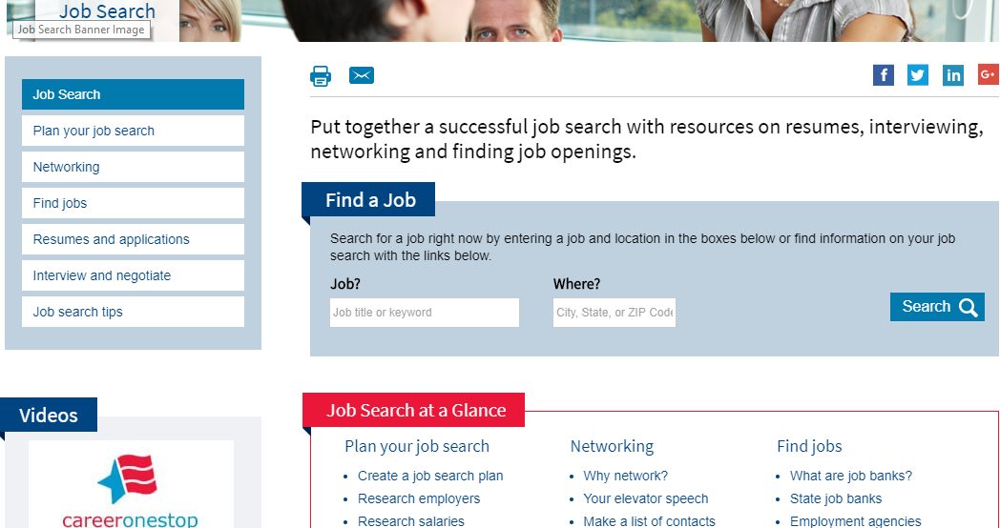 Job Search
Job Search Banner Image
Job Search
Plan your job search
Networking
Find jobs
Resumes and applications
Interview and negotiate
Job search tips
Videos
careeronestop
f
in
G+
Put together a successful job search with resources on resumes, interviewing,
networking and finding job openings.
Find a Job
Search for a job right now by entering a job and location in the boxes below or find information on your job
search with the links below.
Job?
Where?
Job title or keyword
City, State, or ZIP Code
Search
Job Search at a Glance
Plan your job search
Create a job search plan
Research employers
Research salaries
Networking
Why network?
Your elevator speech
Make a list of contacts
Find jobs
What are job banks?
State job banks
Employment agencies